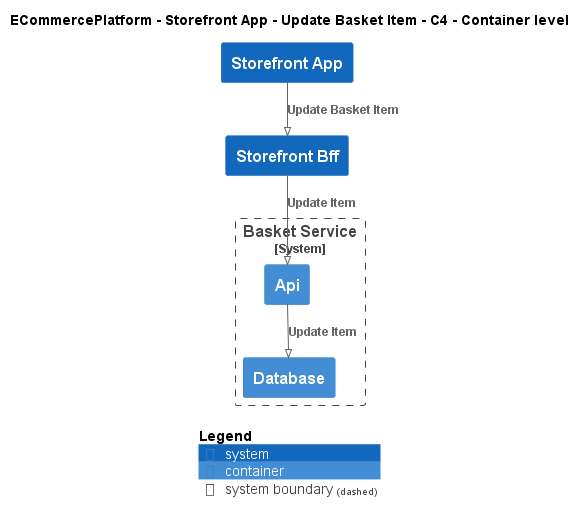 ECommercePlatform - Storefront App - Update Basket Item - C4 - Container level
Storefront App
Update Basket Item
Storefront Bff
Update Item
Basket Service
[System]
Api
Update Item
Database
Legend
system
container
system boundary (dashed)